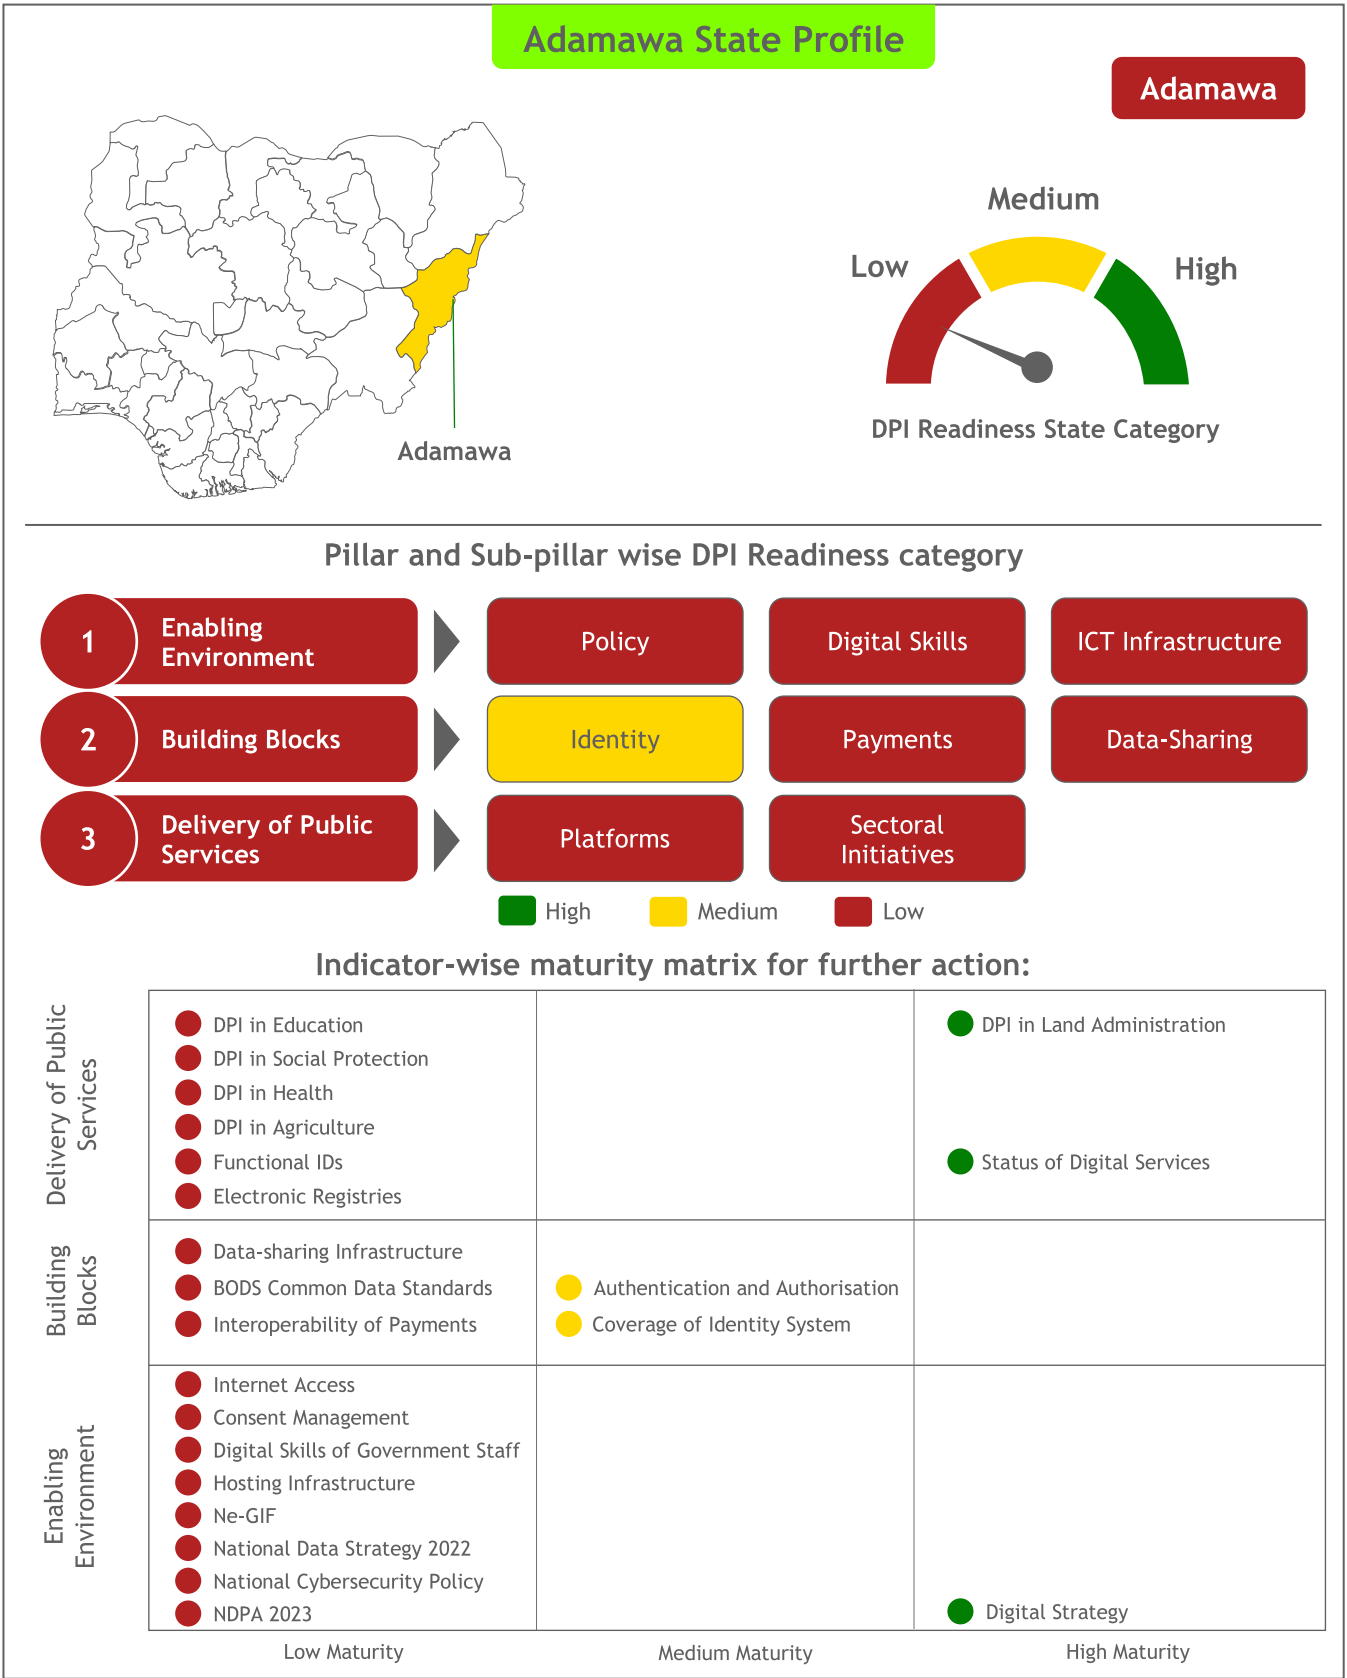 Adamawa State Profile
Adamawa
Medium
Low
High
DPI Readiness State Category
Adamawa
Pillar and Sub-pillar wise DPI Readiness category
1
Enabling
Environment
Policy
Digital Skills
ICT Infrastructure
2
Building Blocks
Identity
Payments
Data-Sharing
3
Delivery of Public
Services
Platforms
Sectoral
Initiatives
High
Medium
Low
Indicator-wise maturity matrix for further action:
Delivery of Public
Services
DPI in Education
DPI in Land Administration
DPI in Social Protection
DPI in Health
DPI in Agriculture
Functional IDs
Status of Digital Services
Electronic Registries
Building
Blocks
Data-sharing Infrastructure
BODS Common Data Standards
Authentication and Authorisation
Interoperability of Payments
Coverage of Identity System
Enabling
Environment
Internet Access
Consent Management
Digital Skills of Government Staff
Hosting Infrastructure
Ne-GIF
National Data Strategy 2022
National Cybersecurity Policy
NDPA 2023
Digital Strategy
Low Maturity
Medium Maturity
High Maturity